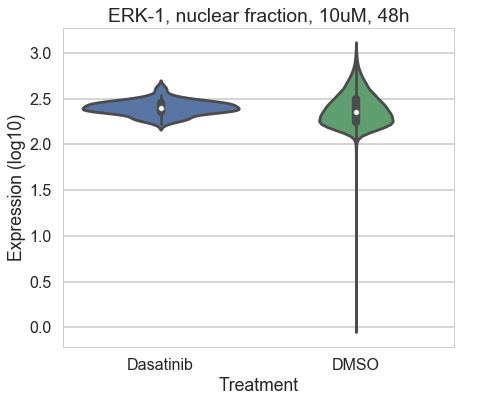 ERK-1, nuclear fraction, 10uM, 48h
Expression (log10)
3.0
2.5
2.0
1.5
1.0
0.5
0.0
Dasatinib DMSO
Treatment